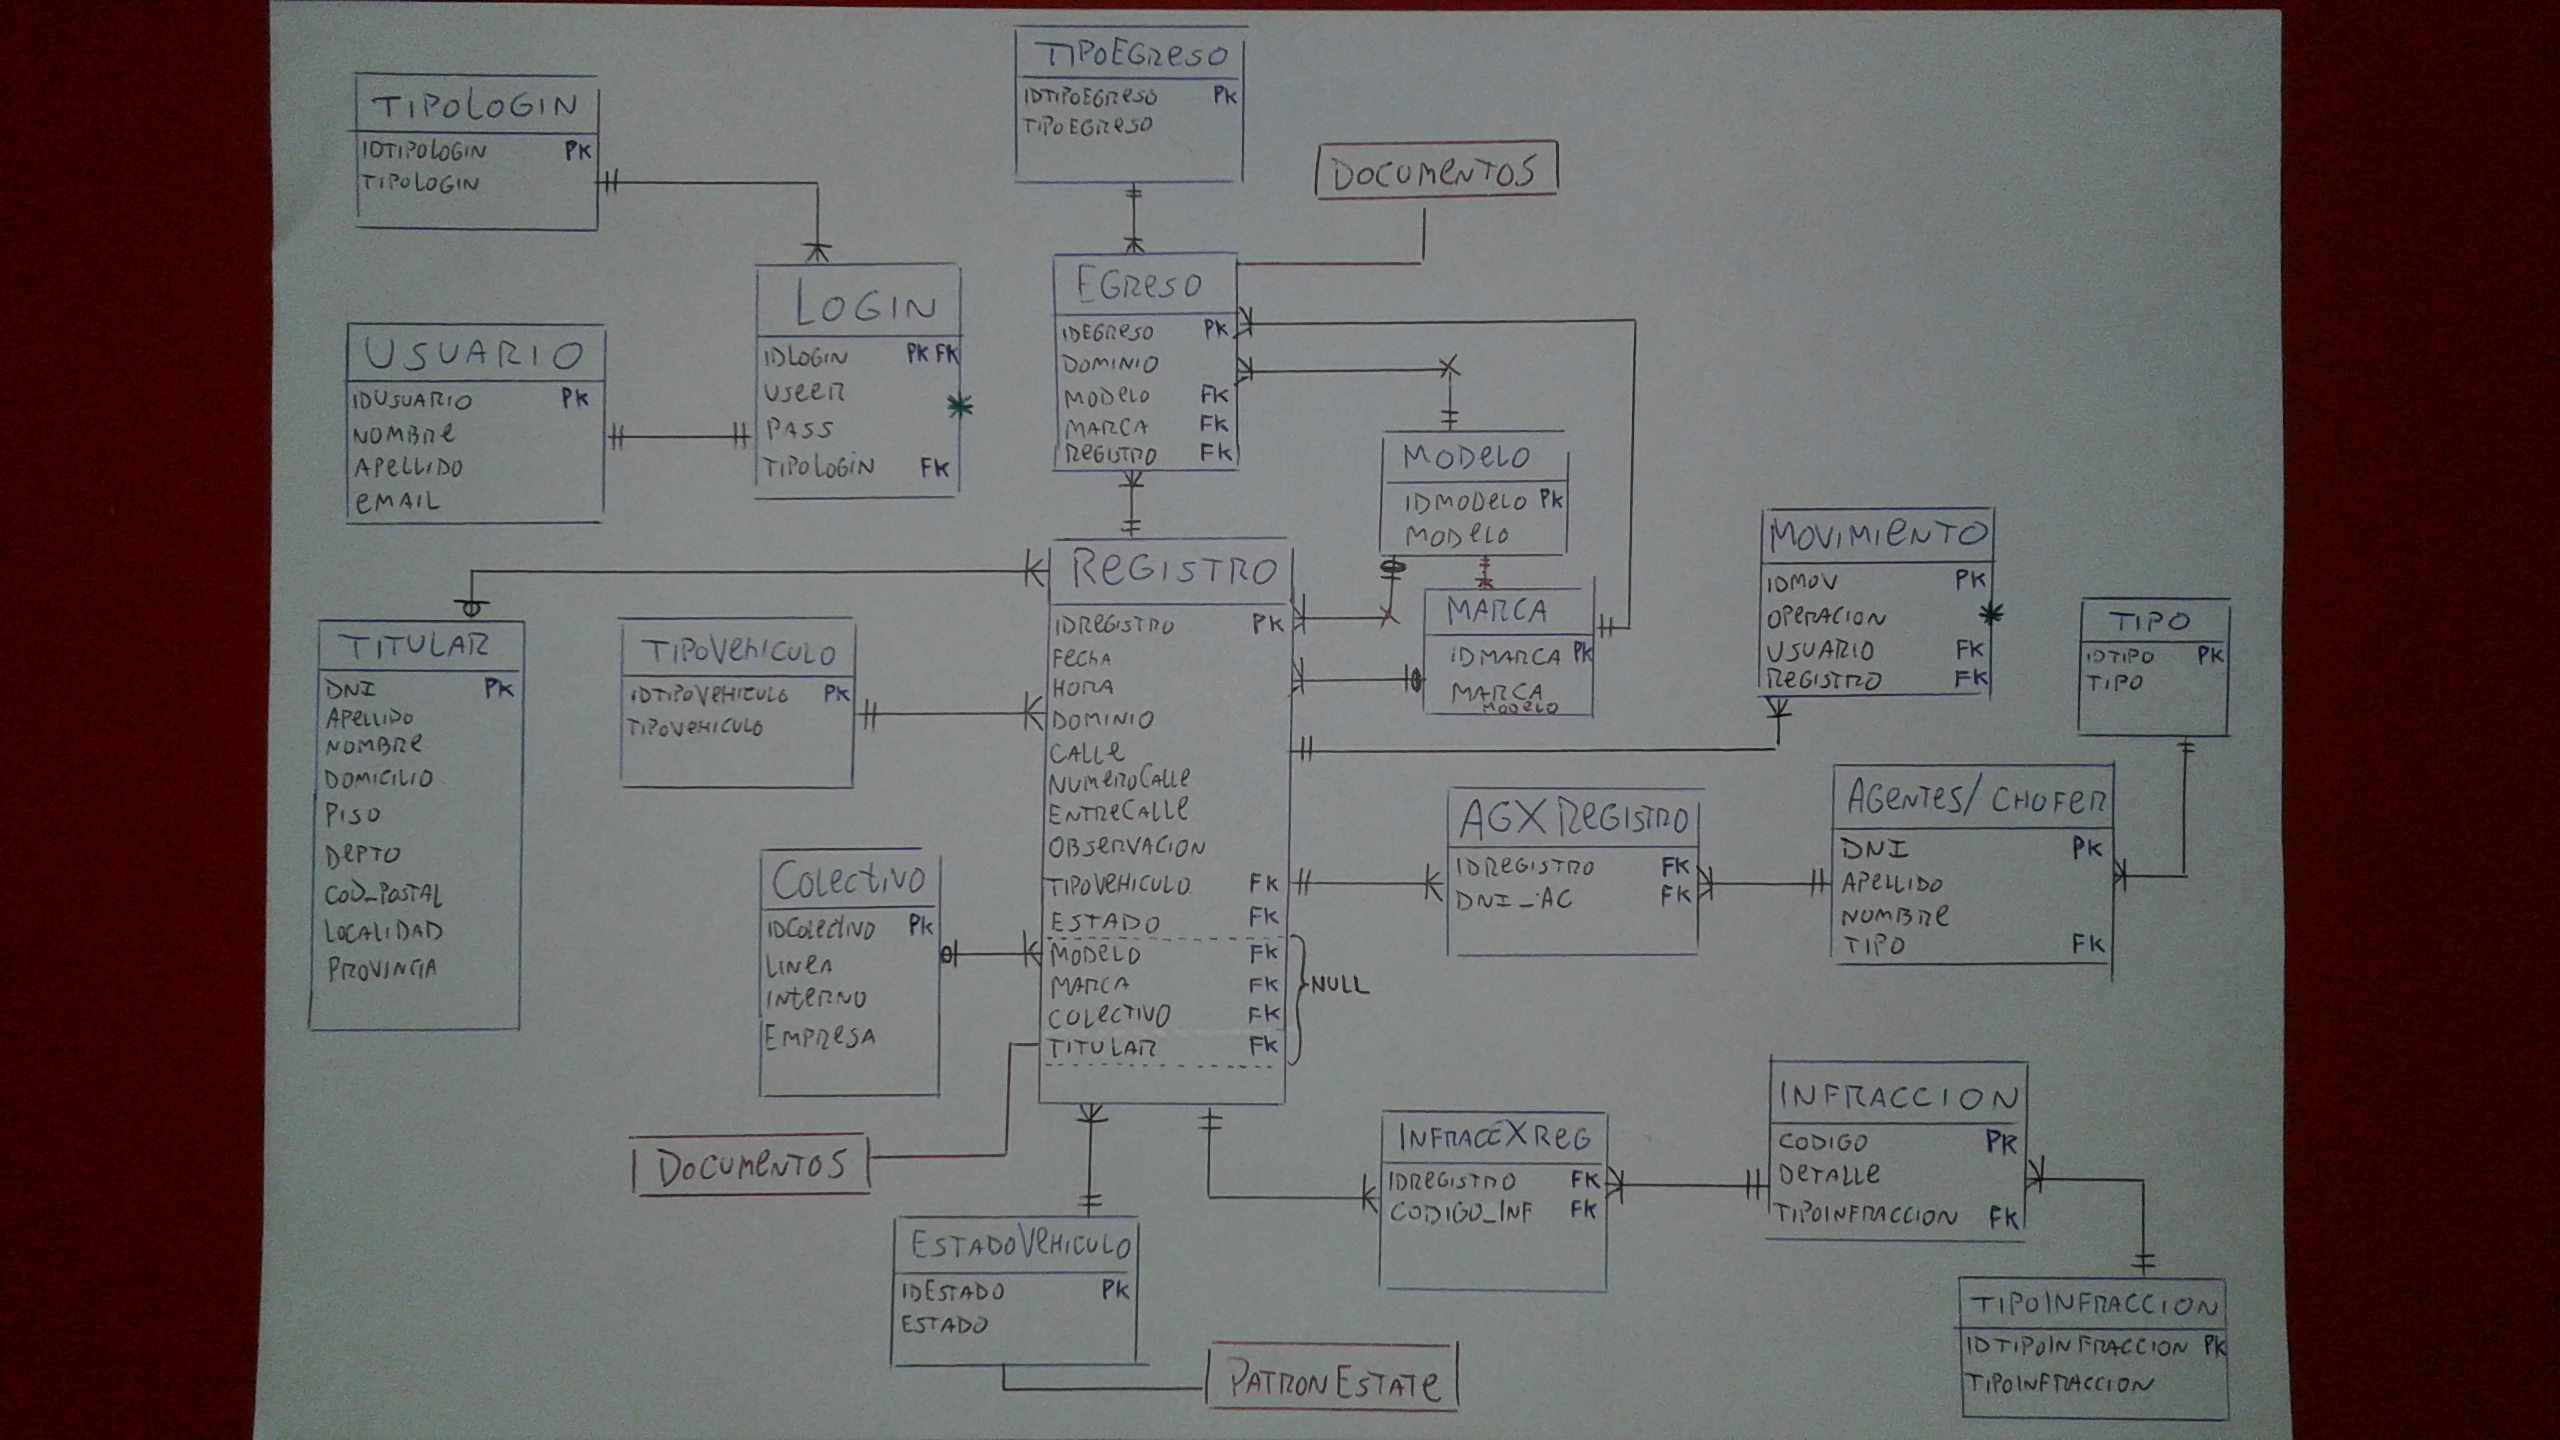 TIPOLOGIN
IDTIPOLOGIN PK
TIPOLOGIN
TIPOEGReSO
IDTIPOEGReSO PK
TIPOEGReSO
DOCUMeNTOS
USUARIO
IDUSUARIO PK
NOMBRe
APeLLIDO
eMAIL
LOGIN
IDLOGIN PK FK
USeeR
PASS
TIPOLOGIN FK
EGReSO
IDEGReSO PK
DOMINIO
MODeLO FK
MARCA FK
ReGISTRO FK
MODeLO
IDMODeLO PK
MODeLO
MARCA
IDMARCA PK
MARCA
MODeLO
MOVIMIeNTO
IDMOV PK
OPeRACION
USUARIO FK
ReGISTRO FK
TIPO
IDTIPO PK
TIPO
TITULAR
DNI PK
APeLLIDO
NOMBRe
DOMICILIO
PISO
DePTO
COD_POSTAL
LOCALIDAD
PROVINCIA
TIPOVeHICULO
IDTIPOVeHICULO PK
TIPOVeHICULO
ReGISTRO
IDReGISTRO PK
FeChA
HORA
DOMINIO
CALLe
NUMeROCALLe
ENTReCALLe
OBSeRVACION
TIPOVeHICULO FK
ESTADO FK
MODeLO FK
MARCA FK
COLeCTIVO FK
TITULAR FK
NULL
AGXReGISTRO
IDReGISTRO FK
DNI_AC FK
AGeNTeS/CHOFeR
DNI PK
APeLLIDO
NOMBRe
TIPO FK
COLeCtIVO
IDCOLeCtIVO PK
LINeA
INteRNO
EMPReSA
DOCUMeNTOS
INFRACCXReG
IDReGISTRO FK
CODIGO_INF FK
INFRACCION
CODIGO PK
DeTALLe
TIPOINFRACCION FK
ESTADOVeHICULO
IDESTADO PK
ESTADO
PATRONESTATe
TIPOINFRACCION
IDTIPOINFRACCION PK
TIPOINFRACCION